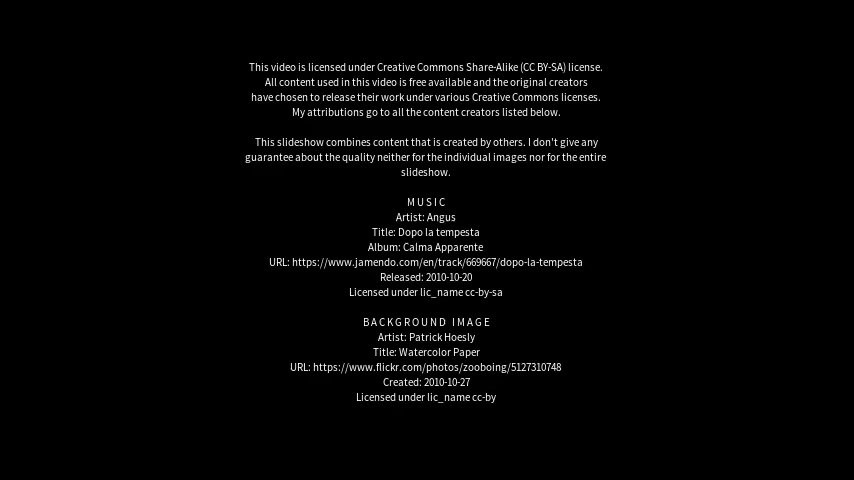 This video is licensed under Creative Commons Share-Alike (CC BY-SA) license.
All content used in this video is free available and the original creators
have chosen to release their work under various Creative Commons licenses.
My attributions go to all the content creators listed below.
This slideshow combines content that is created by others. I don't give any
guarantee about the quality neither for the individual images nor for the entire
slideshow.
MUSIC
Artist: Angus
Title: Dopo la tempesta
Album: Calma Apparente
URL: https://www.jamendo.com/en/track/669667/dopo-la-tempesta
Released: 2010-10-20
Licensed under lic_name cc-by-sa
BACKGROUND IMAGE
Artist: Patrick Hoesly
Title: Watercolor Paper
URL: https://www.flickr.com/photos/zooboing/5127310748
Created: 2010-10-27
Licensed under lic_name cc-by